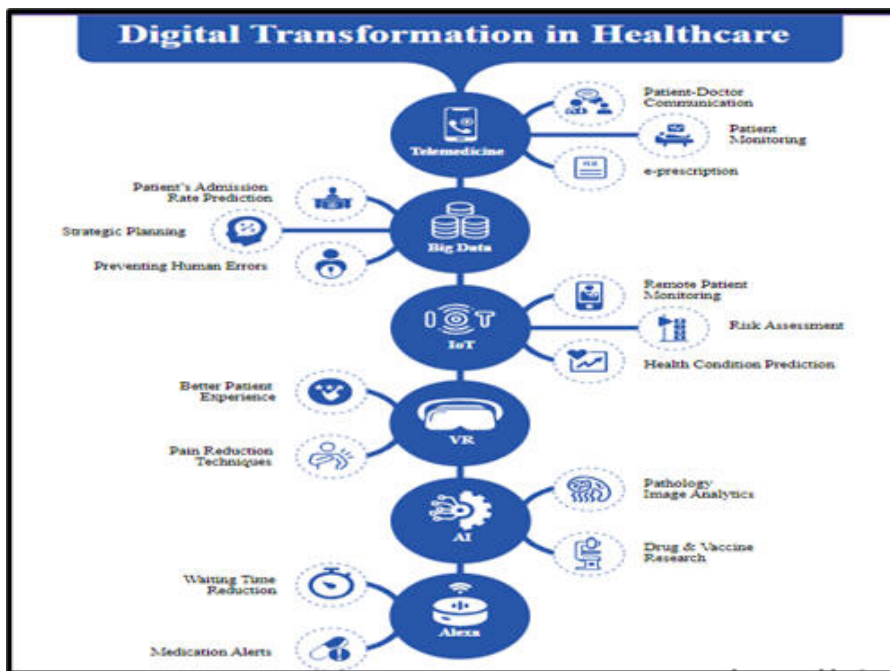 Digital Transformation in Healthcare
Telemedicine
Patient-Doctor
Communication
Patient
Monitoring
e-prescription
Big Data
Patient's Admission
Rate Prediction
Strategic Planning
Preventing Human Errors
IOT
IoT
Remote Patient
Monitoring
Risk Assessment
Health Condition Prediction
VR
Better Patient
Experience
Pain Reduction
Techniques
AI
Pathology
Image Analytics
Drug & Vaccine
Research
Alexa
Waiting Time
Reduction
Medication Alerts